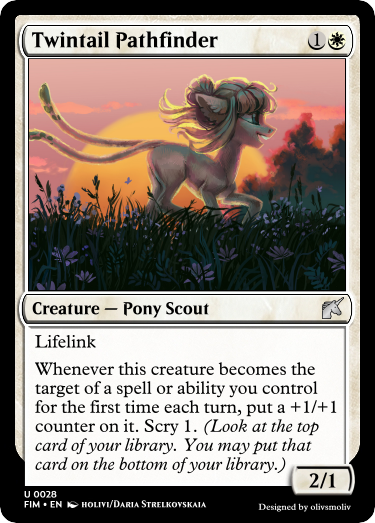 Twintail Pathfinder 1
Creature — Pony Scout
Lifelink
Whenever this creature becomes the
target of a spell or ability you control
for the first time each turn, put a +1/+1
counter on it. Scry 1. (Look at the top
card of your library. You may put that
card on the bottom of your library.)
2/1
U 0028
FIM • EN HOLIVI/DARIA STRELKOVSKAIA
Designed by olivsmoliv